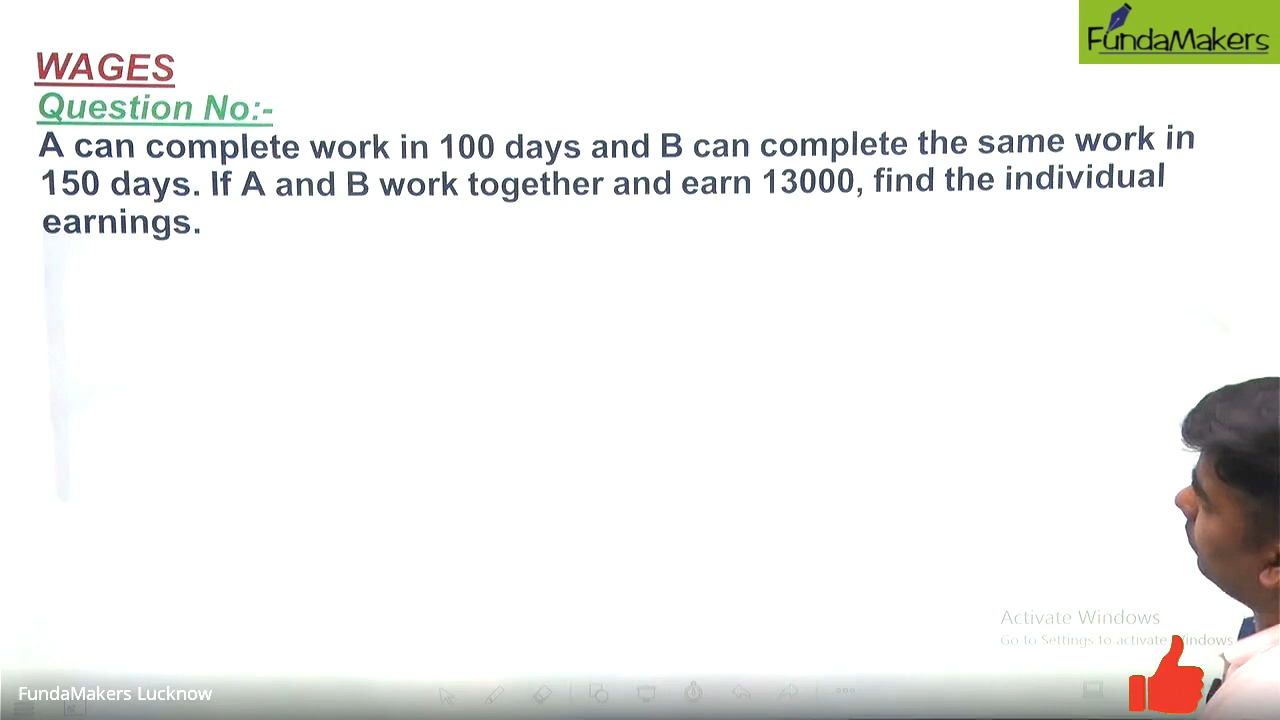 FundaMakers
WAGES
Question No:-
A can complete work in 100 days and B can complete the same work in
150 days. If A and B work together and earn 13000, find the individual
earnings.
Activate Windows
Go to Settings to activate Windows
FundaMakers Lucknow